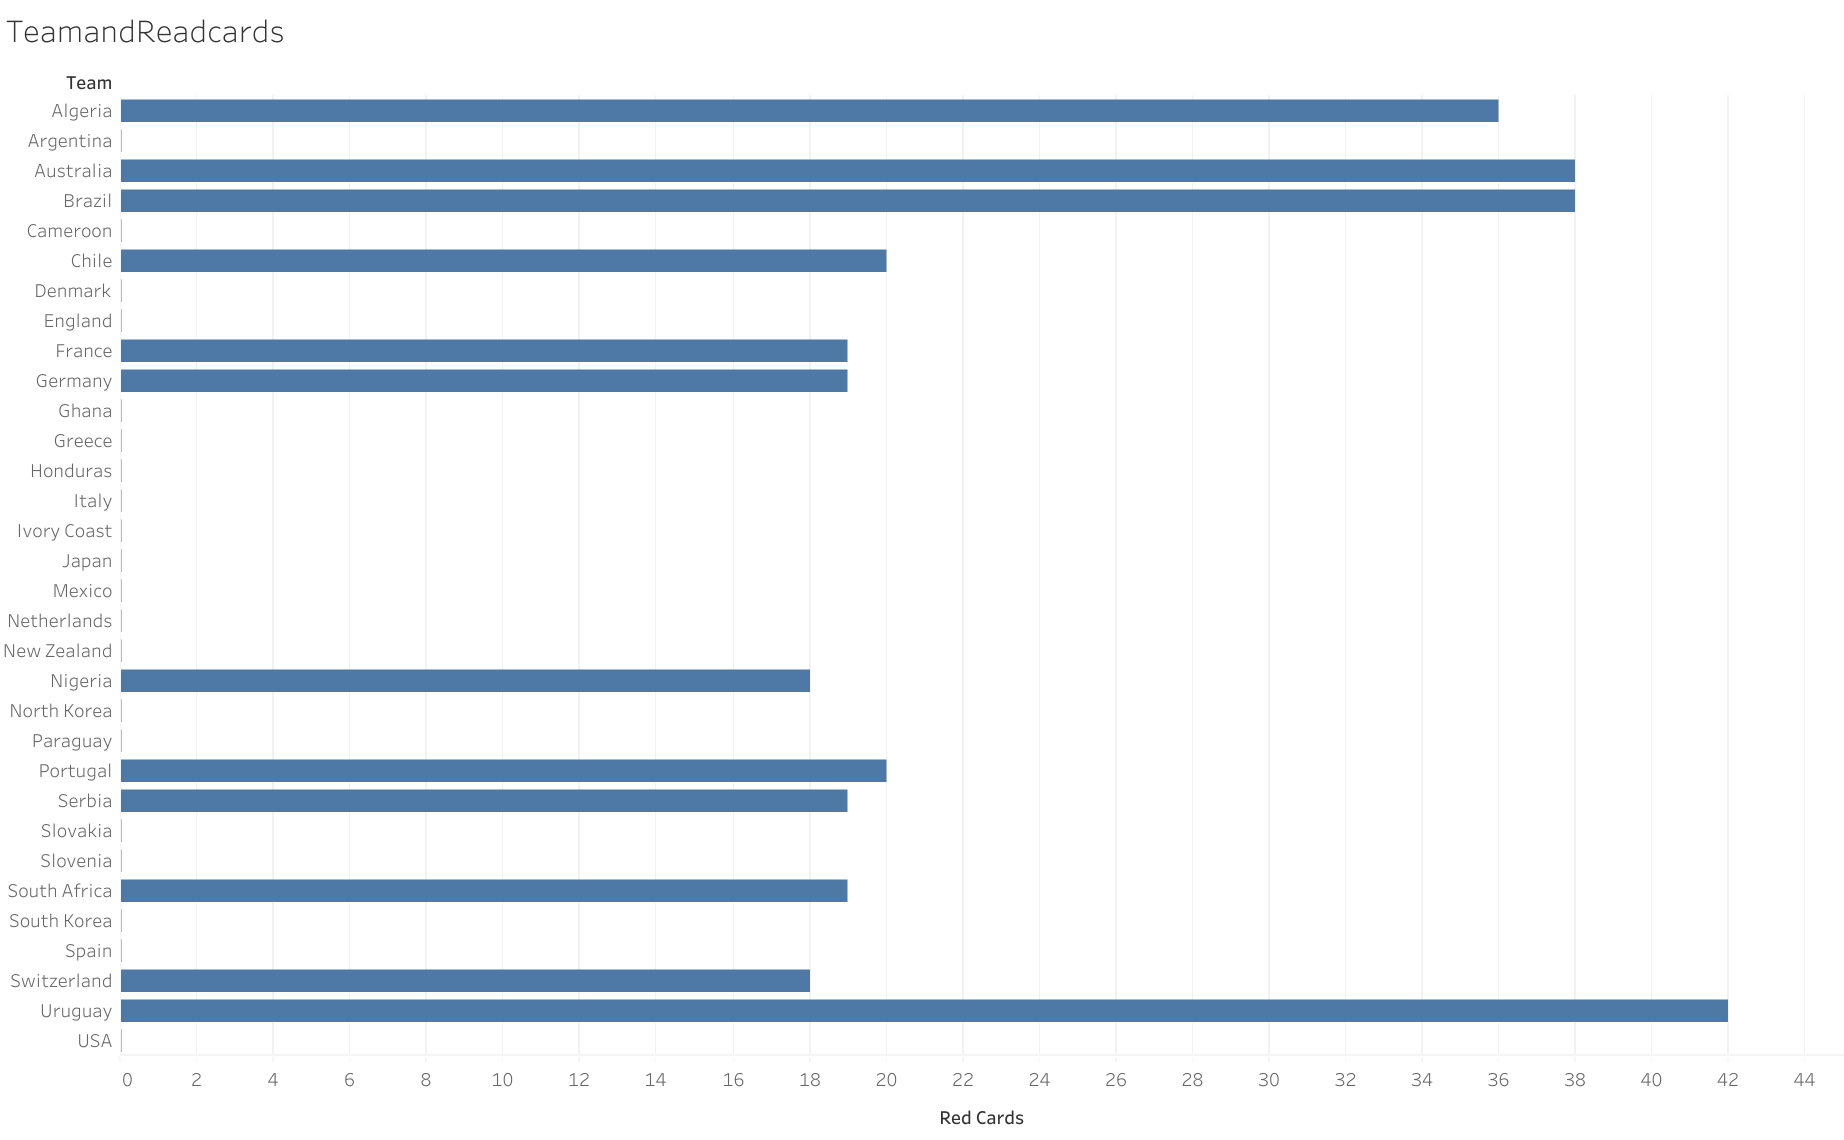 TeamandReadcards
Team
Algeria
Argentina
Australia
Brazil
Cameroon
Chile
Denmark
England
France
Germany
Ghana
Greece
Honduras
Italy
Ivory Coast
Japan
Mexico
Netherlands
New Zealand
Nigeria
North Korea
Paraguay
Portugal
Serbia
Slovakia
Slovenia
South Africa
South Korea
Spain
Switzerland
Uruguay
USA
0 2 4 6 8 10 12 14 16 18 20 22 24 26 28 30 32 34 36 38 40 42 44
Red Cards